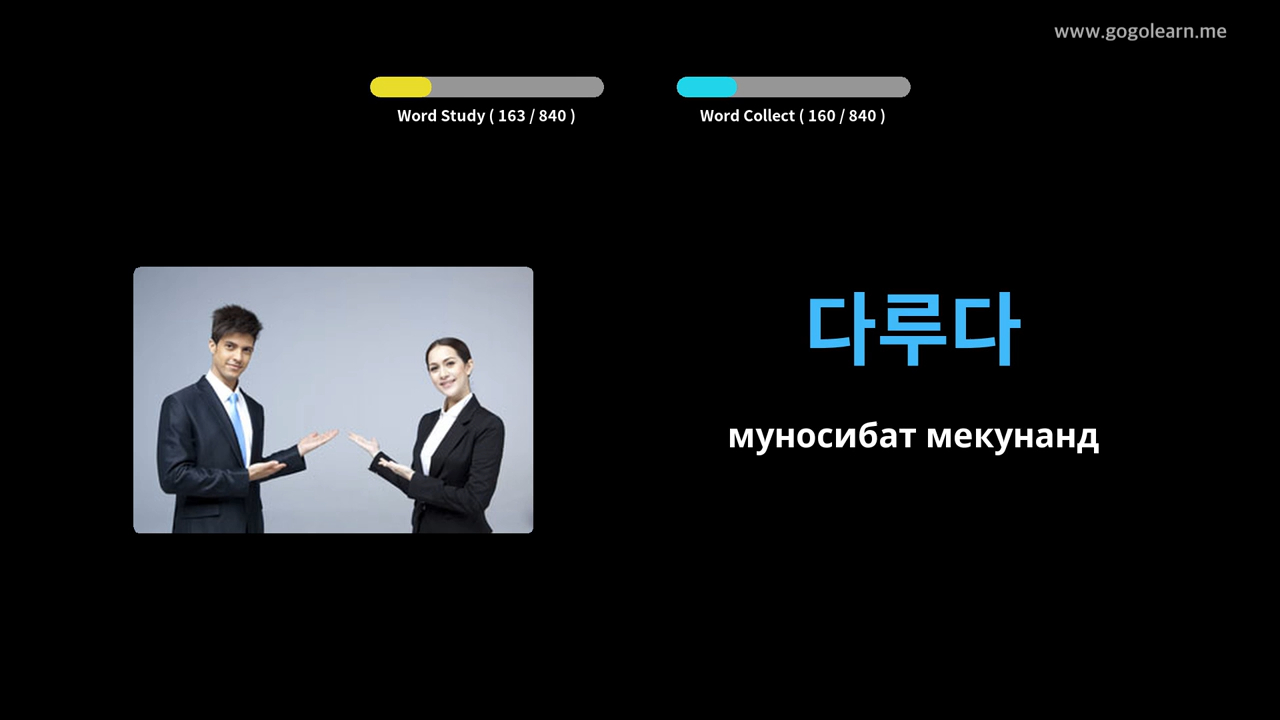 www.gogolearn.me
Word Study ( 163 / 840 )
Word Collect ( 160 / 840 )
다루다
муносибат мекунанд